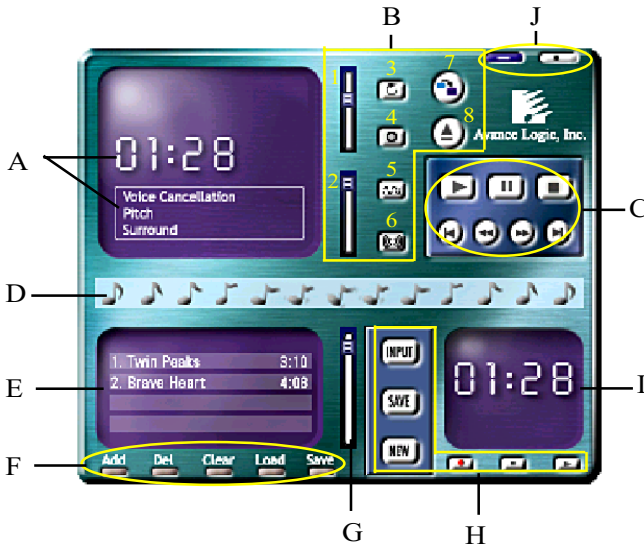 J
B
7
3
1
4
8
Avance Logic, Inc.
A
01:28
5
2
Voice Cancellation
Pitch
Surround
C
6
D
INPUT
1. Twin Peaks 3:10
01:28
E
2. Brave Heart 4:08
I
SAVE
F
Add Del Clear Load Save
NEW
G
H